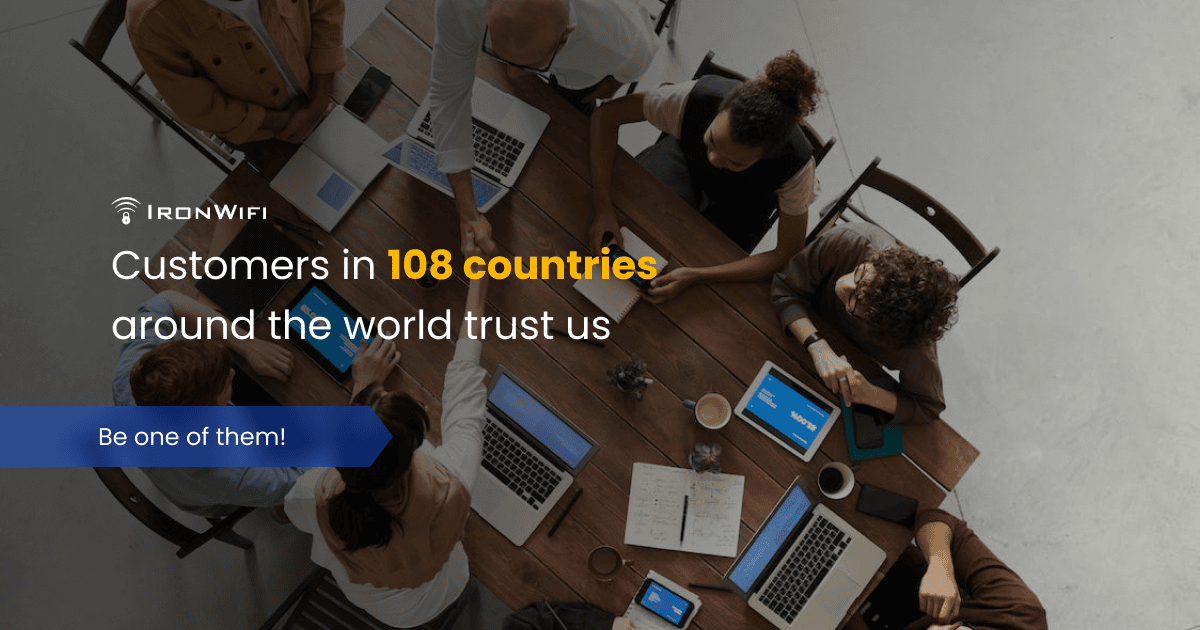 IRONWIFI
Customers in 108 countries
around the world trust us
Be one of them!